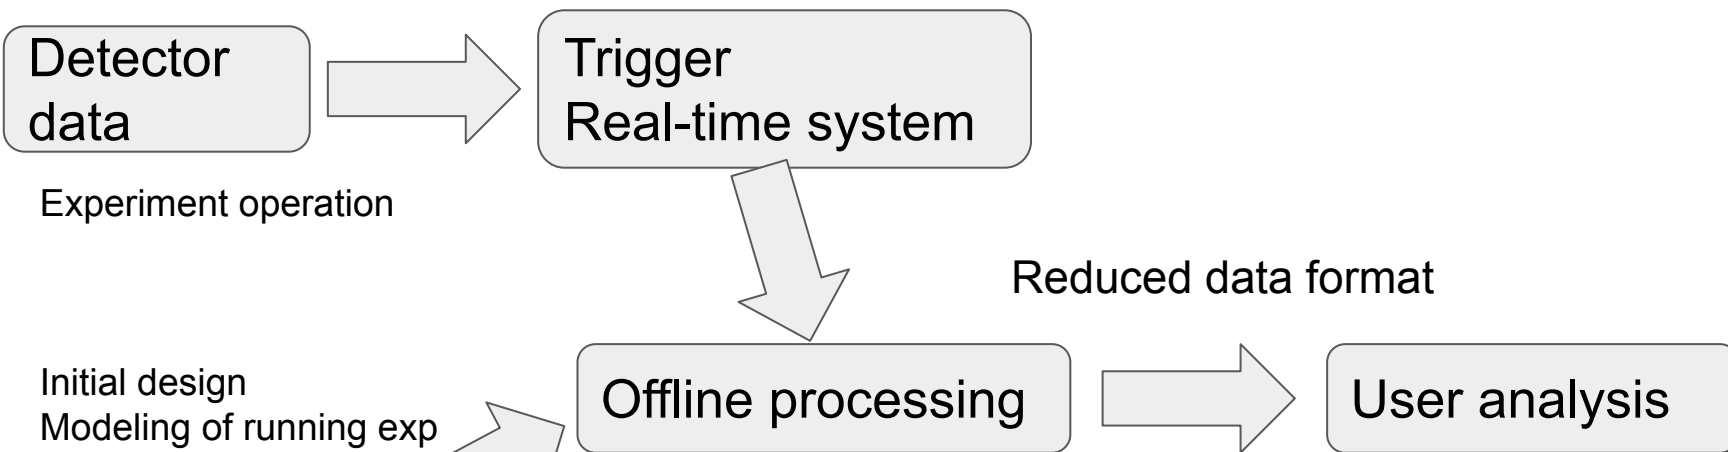 Detector
data
Trigger
Real-time system
Experiment operation
Reduced data format
Initial design
Modeling of running exp
Offline processing
User analysis